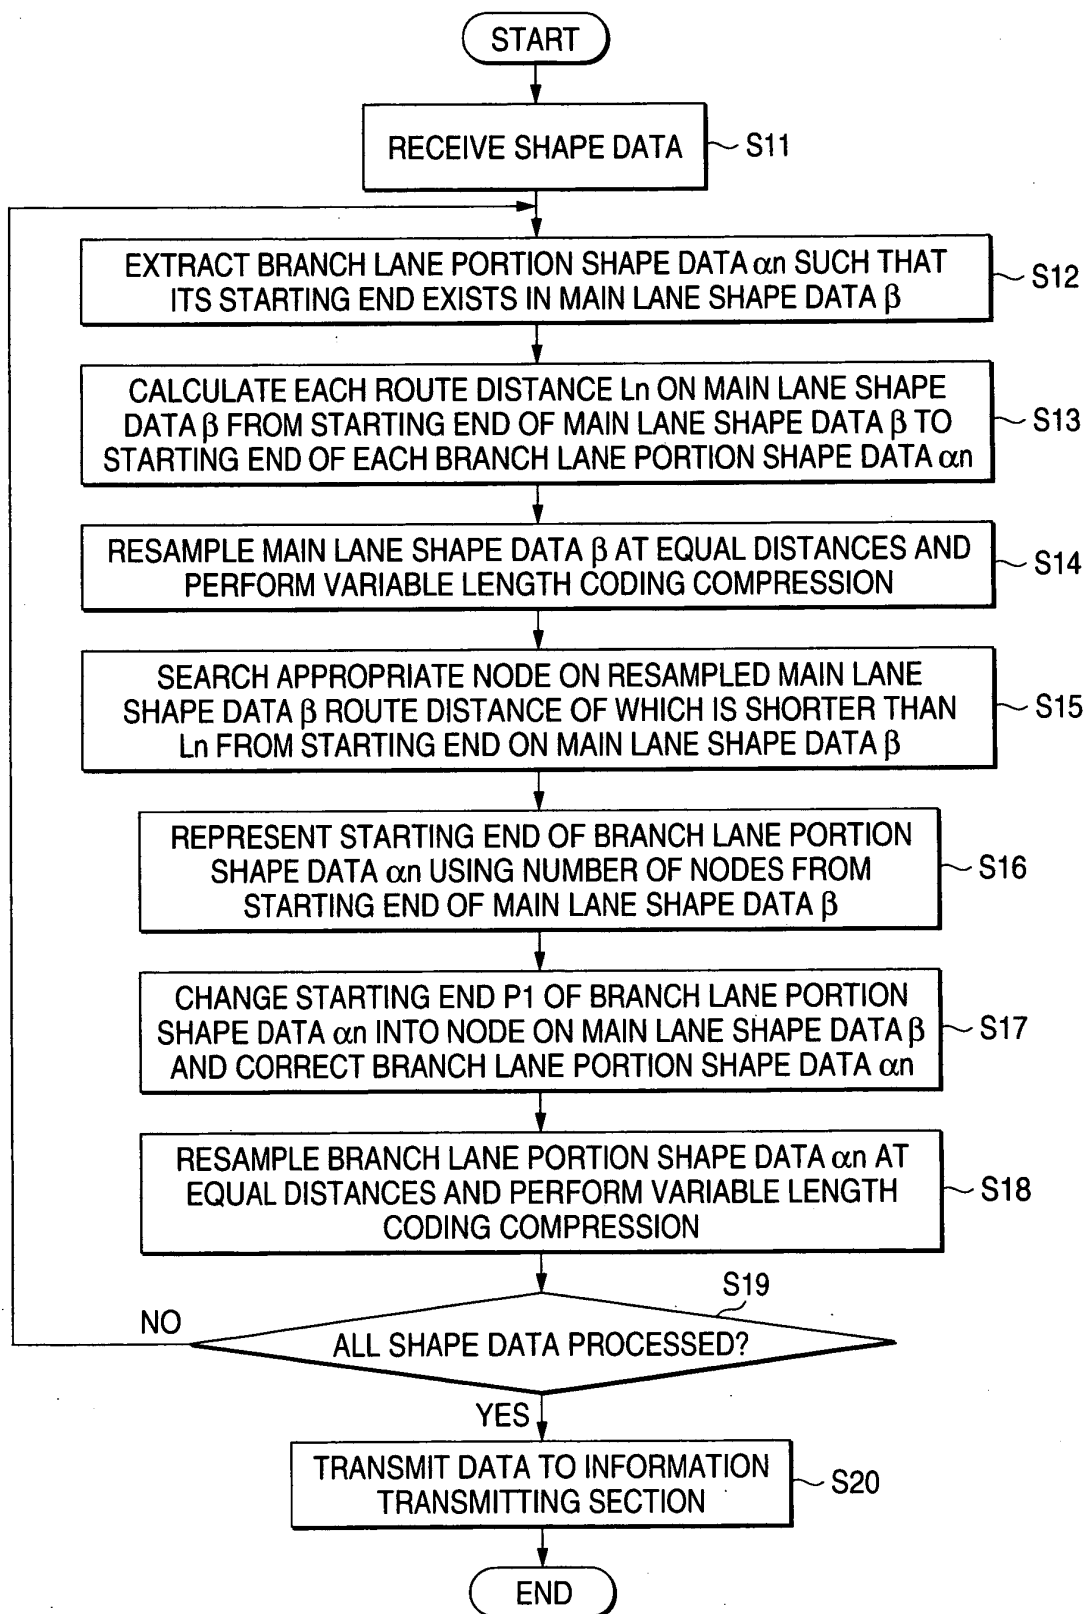 START
RECEIVE SHAPE DATA
S11
EXTRACT BRANCH LANE PORTION SHAPE DATA αn SUCH THAT
ITS STARTING END EXISTS IN MAIN LANE SHAPE DATA β
S12
CALCULATE EACH ROUTE DISTANCE Ln ON MAIN LANE SHAPE
DATA β FROM STARTING END OF MAIN LANE SHAPE DATA β TO
STARTING END OF EACH BRANCH LANE PORTION SHAPE DATA αn
S13
RESAMPLE MAIN LANE SHAPE DATA β AT EQUAL DISTANCES AND
PERFORM VARIABLE LENGTH CODING COMPRESSION
S14
SEARCH APPROPRIATE NODE ON RESAMPLED MAIN LANE
SHAPE DATA β ROUTE DISTANCE OF WHICH IS SHORTER THAN
Ln FROM STARTING END ON MAIN LANE SHAPE DATA β
S15
REPRESENT STARTING END OF BRANCH LANE PORTION
SHAPE DATA αn USING NUMBER OF NODES FROM
STARTING END OF MAIN LANE SHAPE DATA β
S16
CHANGE STARTING END P1 OF BRANCH LANE PORTION
SHAPE DATA αn INTO NODE ON MAIN LANE SHAPE DATA β
AND CORRECT BRANCH LANE PORTION SHAPE DATA αn
S17
RESAMPLE BRANCH LANE PORTION SHAPE DATA αn AT
EQUAL DISTANCES AND PERFORM VARIABLE LENGTH
CODING COMPRESSION
S18
S19
NO
ALL SHAPE DATA PROCESSED?
YES
TRANSMIT DATA TO INFORMATION
TRANSMITTING SECTION
S20
END